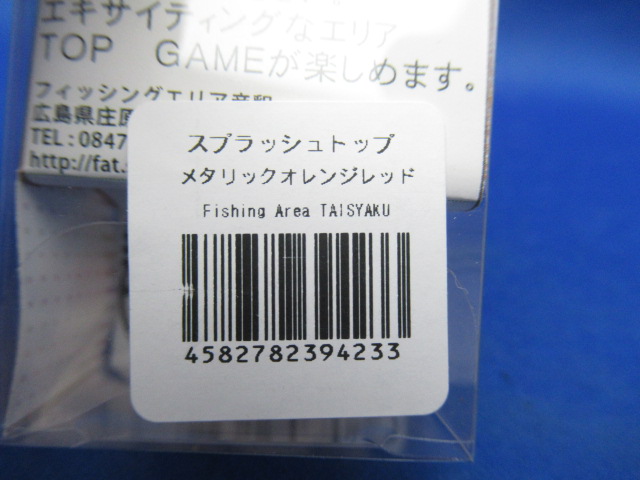 エキサイティングなエリア
TOP GAMEが楽しめます。
フィッシングエリア帝釈
広島県庄原
TEL : 0847
http://fat.
スプラッシュトップ
メタリックオレンジレッド
Fishing Area TAISYAKU
4582782394233